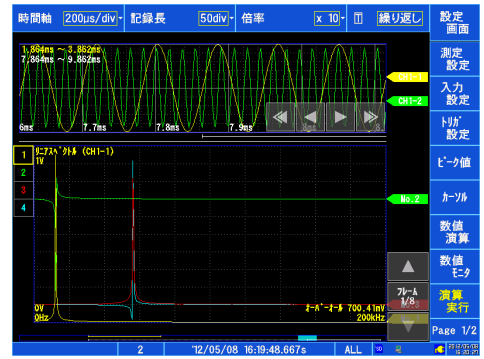 時間軸 200μs/div 記録長 50div 倍率 x 10 繰り返し
設定
画面
測定
設定
入力
設定
トリガ
設定
ピーク値
カーソル
数値
演算
数値
モニタ
演算
実行
Page 1/2
1.864ms ~ 3.862ms
7.864ms ~ 9.862ms
CH1-1
CH1-2
6ms 7.7ms 7.8ms 7.9ms
1 リニアスペクトル (CH1-1)
1V
2
3
4
No.2
フレーム
1/8
0V オーバーオール 700.41mV
0Hz 200kHz
2 '12/05/08 16:19:48.667s ALL